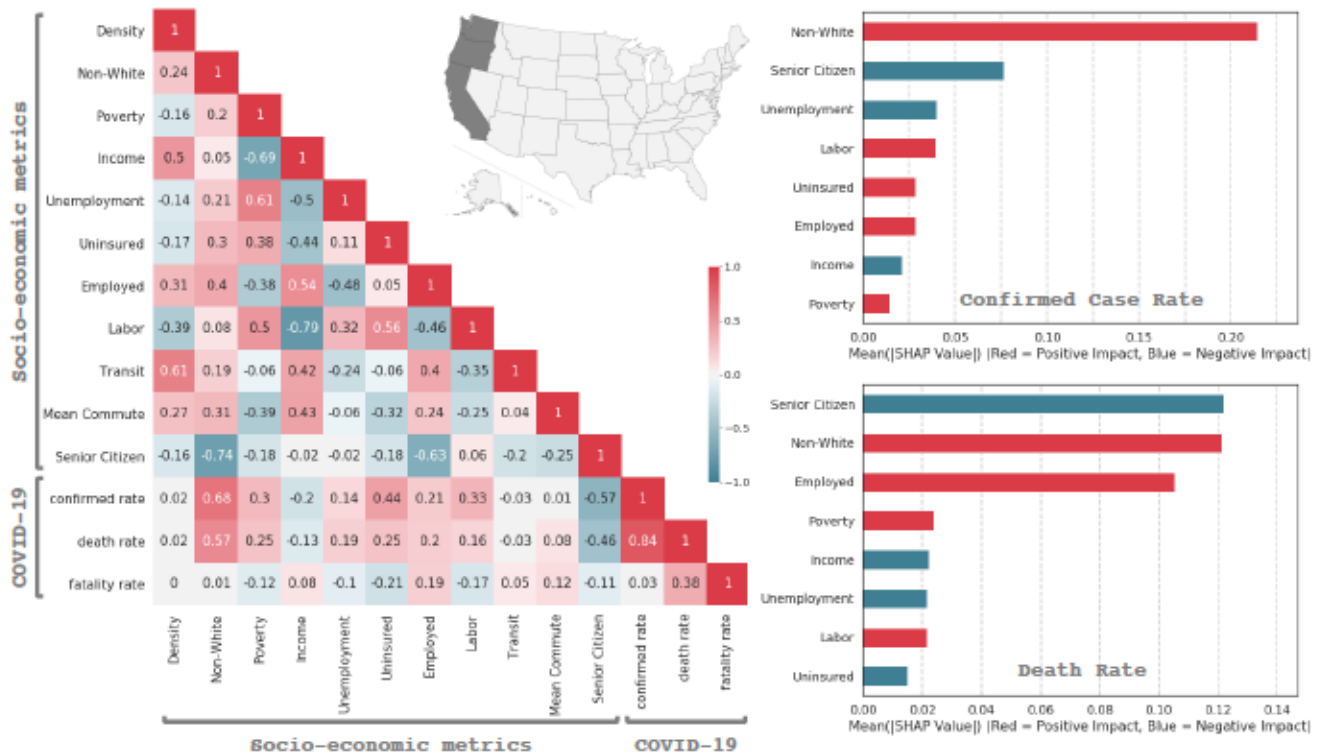 Socio-economic metrics
Density 1
Non-White 0.24 1
Poverty -0.16 0.2 1
Income 0.5 0.05 -0.69 1
Unemployment -0.14 0.21 0.61 -0.5 1
Uninsured -0.17 0.3 0.38 -0.44 0.11 1
Employed 0.31 0.4 -0.38 0.54 -0.48 0.05 1
Labor -0.39 0.08 0.5 -0.79 0.32 0.56 -0.46 1
Transit 0.61 0.19 -0.06 0.42 -0.24 -0.06 0.4 -0.35 1
Mean Commute 0.27 0.31 -0.39 0.43 -0.06 -0.32 0.24 -0.25 0.04 1
Senior Citizen -0.16 -0.74 -0.18 -0.02 -0.02 -0.18 -0.63 0.06 -0.2 -0.25 1
COVID-19
confirmed rate 0.02 0.68 0.3 -0.2 0.14 0.44 0.21 0.33 -0.03 0.01 -0.57 1
death rate 0.02 0.57 0.25 -0.13 0.19 0.25 0.2 0.16 -0.03 0.08 -0.46 0.84 1
fatality rate 0 0.01 -0.12 0.08 -0.1 -0.21 0.19 -0.17 0.05 0.12 -0.11 0.03 0.38 1
Density Non-White Poverty Income Unemployment Uninsured Employed Labor Transit Mean Commute Senior Citizen confirmed rate death rate fatality rate
Socio-economic metrics COVID-19
1.0
0.5
0.0
-0.5
-1.0
Non-White
Senior Citizen
Unemployment
Labor
Uninsured
Employed
Income
Poverty
Confirmed Case Rate
0.00 0.05 0.10 0.15 0.20
Mean(|SHAP Value|) |Red = Positive Impact, Blue = Negative Impact|
Senior Citizen
Non-White
Employed
Poverty
Income
Unemployment
Labor
Uninsured
Death Rate
0.00 0.02 0.04 0.06 0.08 0.10 0.12 0.14
Mean(|SHAP Value|) |Red = Positive Impact, Blue = Negative Impact|